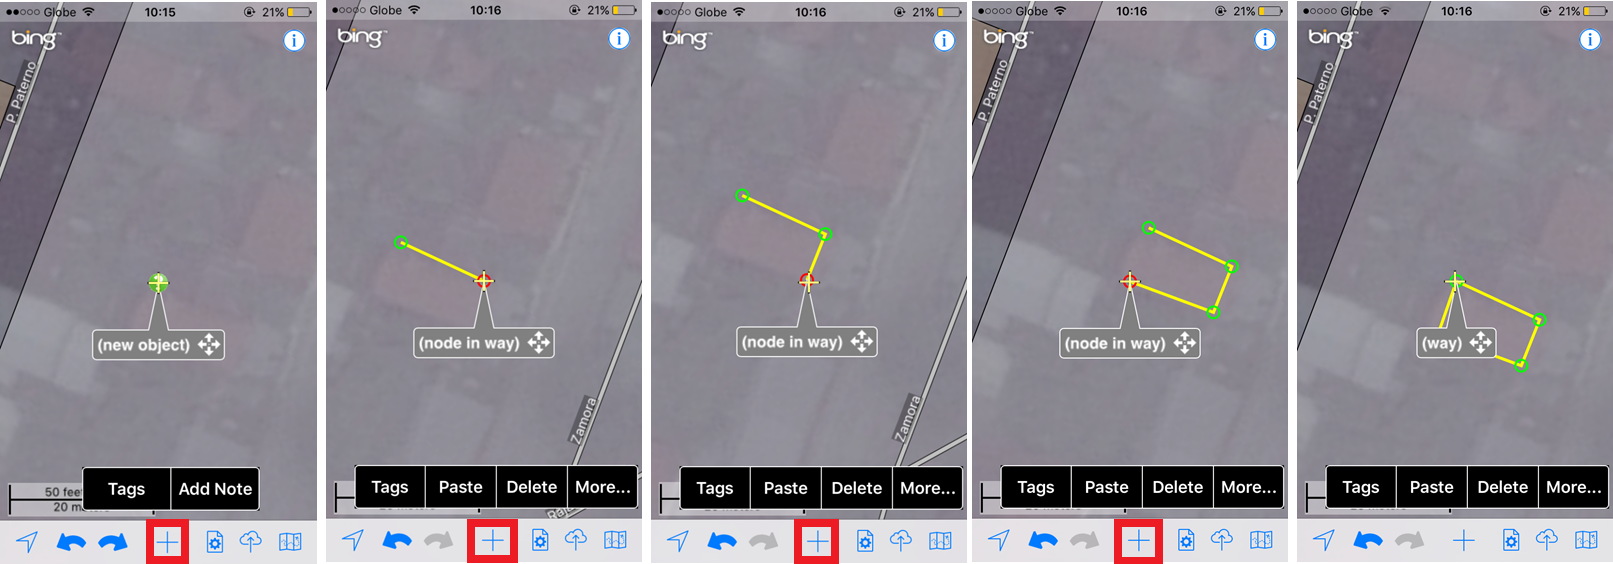 Globe 10:15 21%
bing
P. Paterno
(new object)
50 feet
20 meters
Tags Add Note
Globe 10:16 21%
bing
(node in way)
Zamora
Tags Paste Delete More...
Globe 10:16 21%
bing
(node in way)
Zamora
Tags Paste Delete More...
Globe 10:16 21%
bing
P. Paterno
(node in way)
Tags Paste Delete More...
Globe 10:16 21%
bing
P. Paterno
(way)
Tags Paste Delete More...